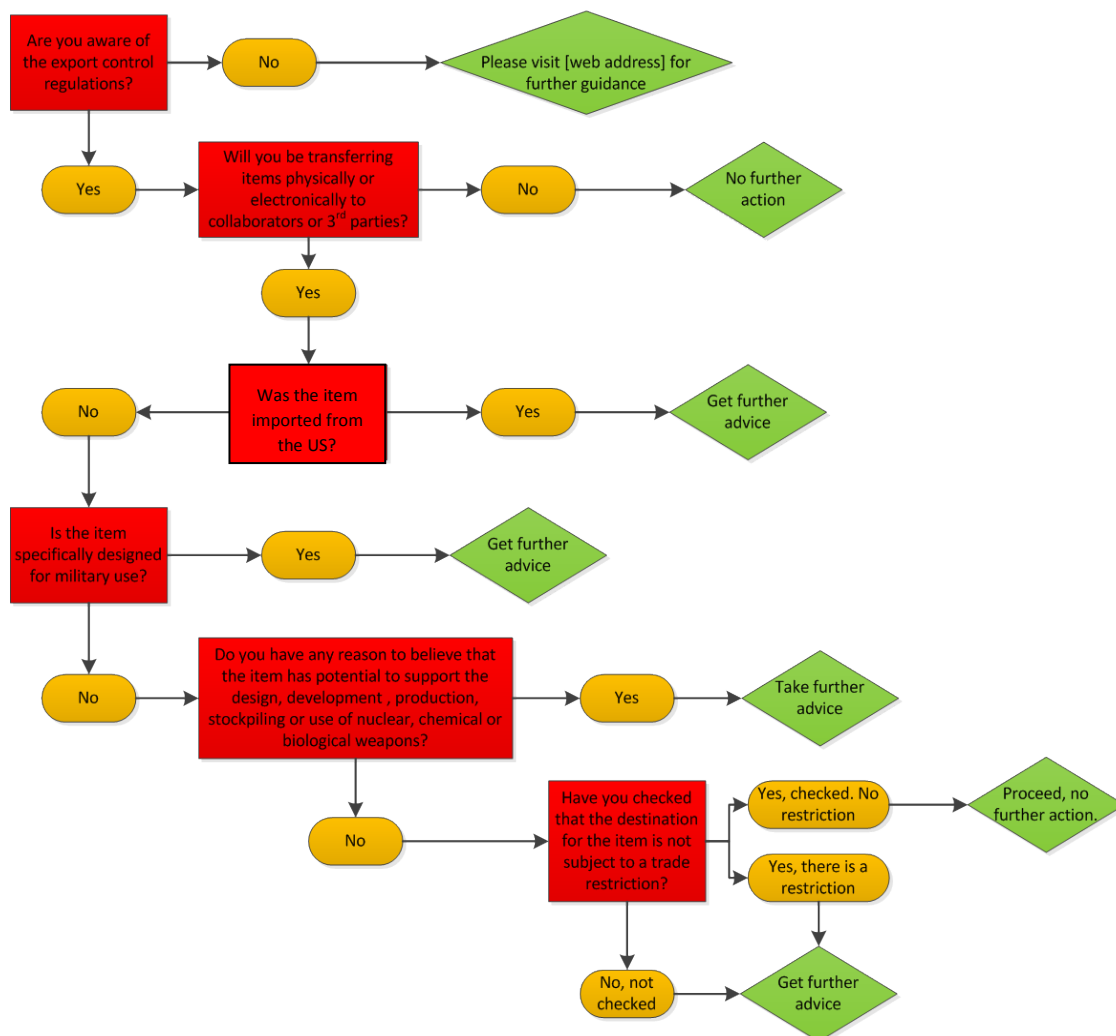 Are you aware of
the export control
regulations?
No
Please visit [web address] for
further guidance
Yes
Will you be transferring
items physically or
electronically to
collaborators or 3rd parties?
No
No further
action
Yes
No
Was the item
imported from
the US?
Yes
Get further
advice
Is the item
specifically designed
for military use?
Yes
Get further
advice
No
Do you have any reason to believe that
the item has potential to support the
design, development , production,
stockpiling or use of nuclear, chemical or
biological weapons?
Yes
Take further
advice
No
Have you checked
that the destination
for the item is not
subject to a trade
restriction?
Yes, checked. No
restriction
Proceed, no
further action.
Yes, there is a
restriction
No, not
checked
Get further
advice